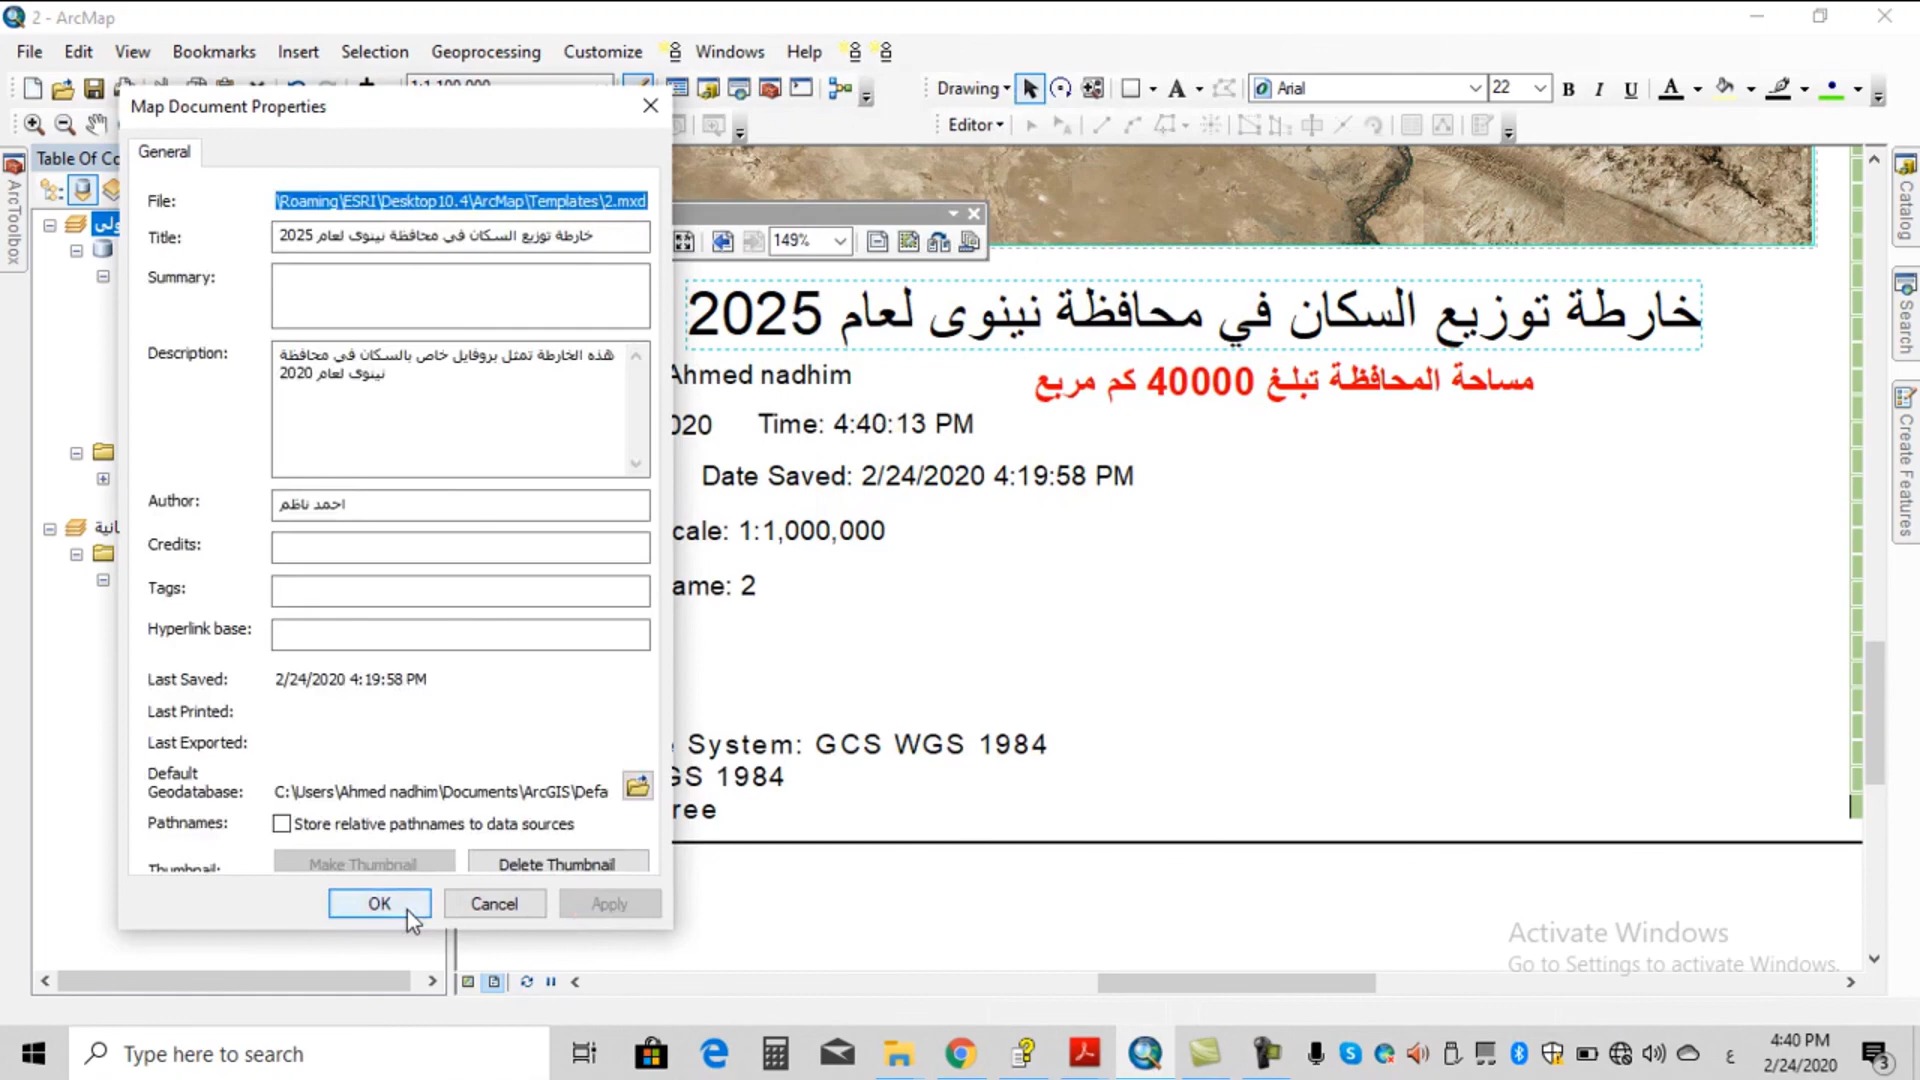 2 - ArcMap
File Edit View Bookmarks Insert Selection Geoprocessing Customize Windows Help
Drawing A Arial 22 B I U A
Map Document Properties
Editor
General
Table Of Co
ArcToolbox
File: \Roaming\ESRI\Desktop10.4\ArcMap\Templates\2.mxd
Title: خارطة توزيع السكان في محافظة نينوى لعام 2025
Summary:
Description: هذه الخارطة تمثل بروفايل خاص بالسكان في محافظة
نينوى لعام 2020
Author: احمد ناظم
Credits:
Tags:
Hyperlink base:
Last Saved: 2/24/2020 4:19:58 PM
Last Printed:
Last Exported:
Default
Geodatabase: C:\Users\Ahmed nadhim\Documents\ArcGIS\Defa
Pathnames: Store relative pathnames to data sources
Thumbnail: Make Thumbnail Delete Thumbnail
OK Cancel Apply
149%
خارطة توزيع السكان في محافظة نينوى لعام 2025
Ahmed nadhim
مساحة المحافظة تبلغ 40000 كم مربع
020 Time: 4:40:13 PM
Date Saved: 2/24/2020 4:19:58 PM
cale: 1:1,000,000
ame: 2
System: GCS WGS 1984
GS 1984
ree
Catalog
Search
Create Features
Activate Windows
Go to Settings to activate Windows.
Type here to search
ع
4:40 PM
2/24/2020
3